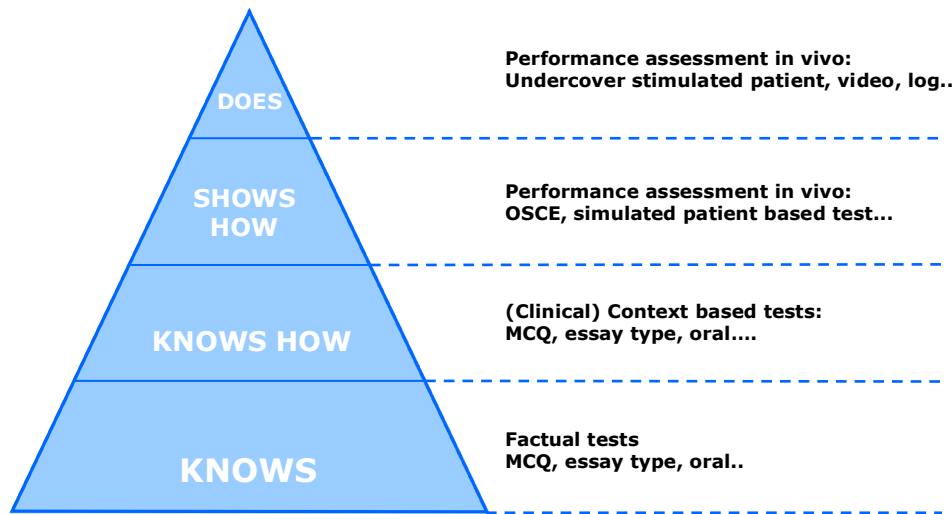 DOES
Performance assessment in vivo:
Undercover stimulated patient, video, log..
SHOWS
HOW
Performance assessment in vivo:
OSCE, simulated patient based test...
KNOWS HOW
(Clinical) Context based tests:
MCQ, essay type, oral....
KNOWS
Factual tests
MCQ, essay type, oral..